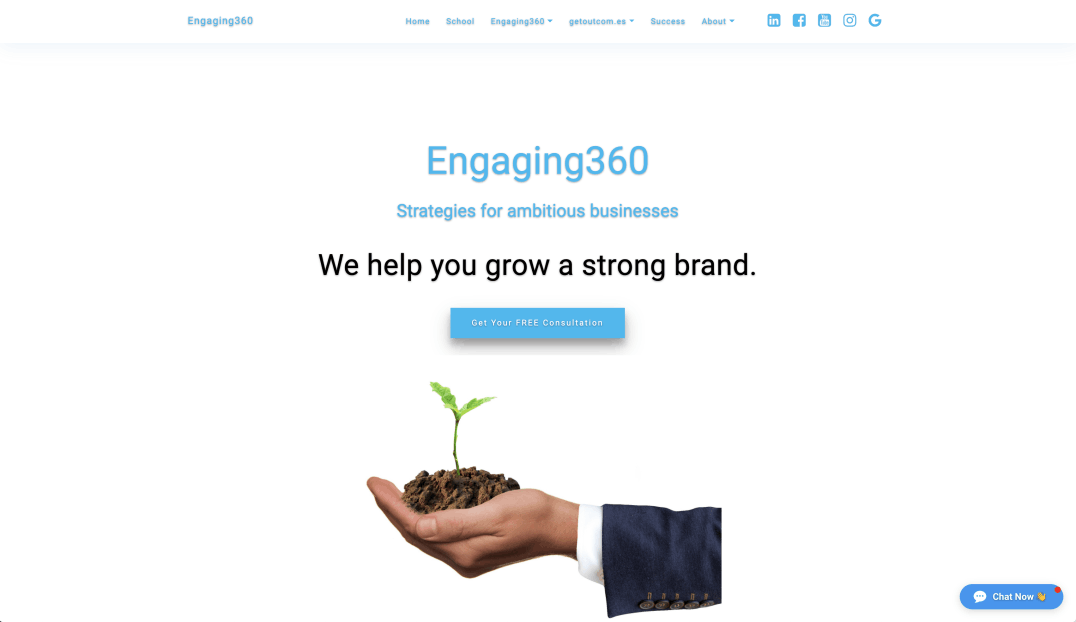 Engaging360
Home School Engaging360 getoutcom.es Success About
Engaging360
Strategies for ambitious businesses
We help you grow a strong brand.
Get Your FREE Consultation
Chat Now 👋